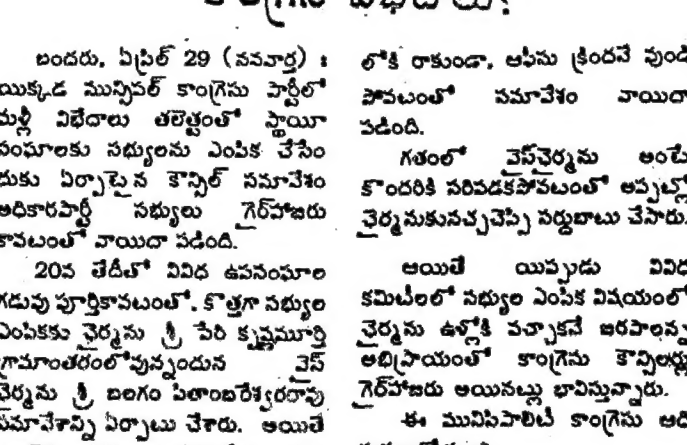 బందరు, ఏప్రిల్ 29 (నవవార్త) :
యిక్కడ మున్సిపల్ కాంగ్రెసు పార్టీలో
మళ్లీ విభేదాలు తలెత్తటంతో స్థాయీ
సంఘాలకు సభ్యులను ఎంపిక చేసేం
దుకు ఏర్పాటైన కౌన్సిల్ సమావేశం
అధికారపార్టీ సభ్యులు గైర్‌హాజరు
కావటంతో వాయిదా పడింది.
20వ తేదీతో వివిధ ఉపసంఘాల
గడువు పూర్తికావటంతో, కొత్తగా సభ్యుల
ఎంపికకు ఛైర్మను శ్రీ పేరి కృష్ణమూర్తి
గ్రామాంతరంలోవున్నందున వైస్
ఛైర్మను శ్రీ బలగం పీతాంబరేశ్వరరావు
సమావేశాన్ని ఏర్పాటు చేశారు. అయితే
లోకి రాకుండా, ఆఫీసు క్రిందనే వుండి
పోవటంతో సమావేశం వాయిదా
పడింది.
గతంలో వైస్‌ఛైర్మను అంటే
కొందరికి సరిపడకపోవటంతో అప్పట్లో
ఛైర్మనుకునచ్చచెప్పి సర్దుబాటు చేసారు.
అయితే యిప్పుడు వివిధ
కమిటీలలో సభ్యుల ఎంపిక విషయంలో
ఛైర్మను ఉళ్లోకి వచ్చాకనే జరపాలన్న
అభిప్రాయంతో కాంగ్రెసు కౌన్సిలర్లు
గైర్‌హాజరు అయినట్లు భావిస్తున్నారు.
ఈ మునిసిపాలిటీ కాంగ్రెసు ఆధి